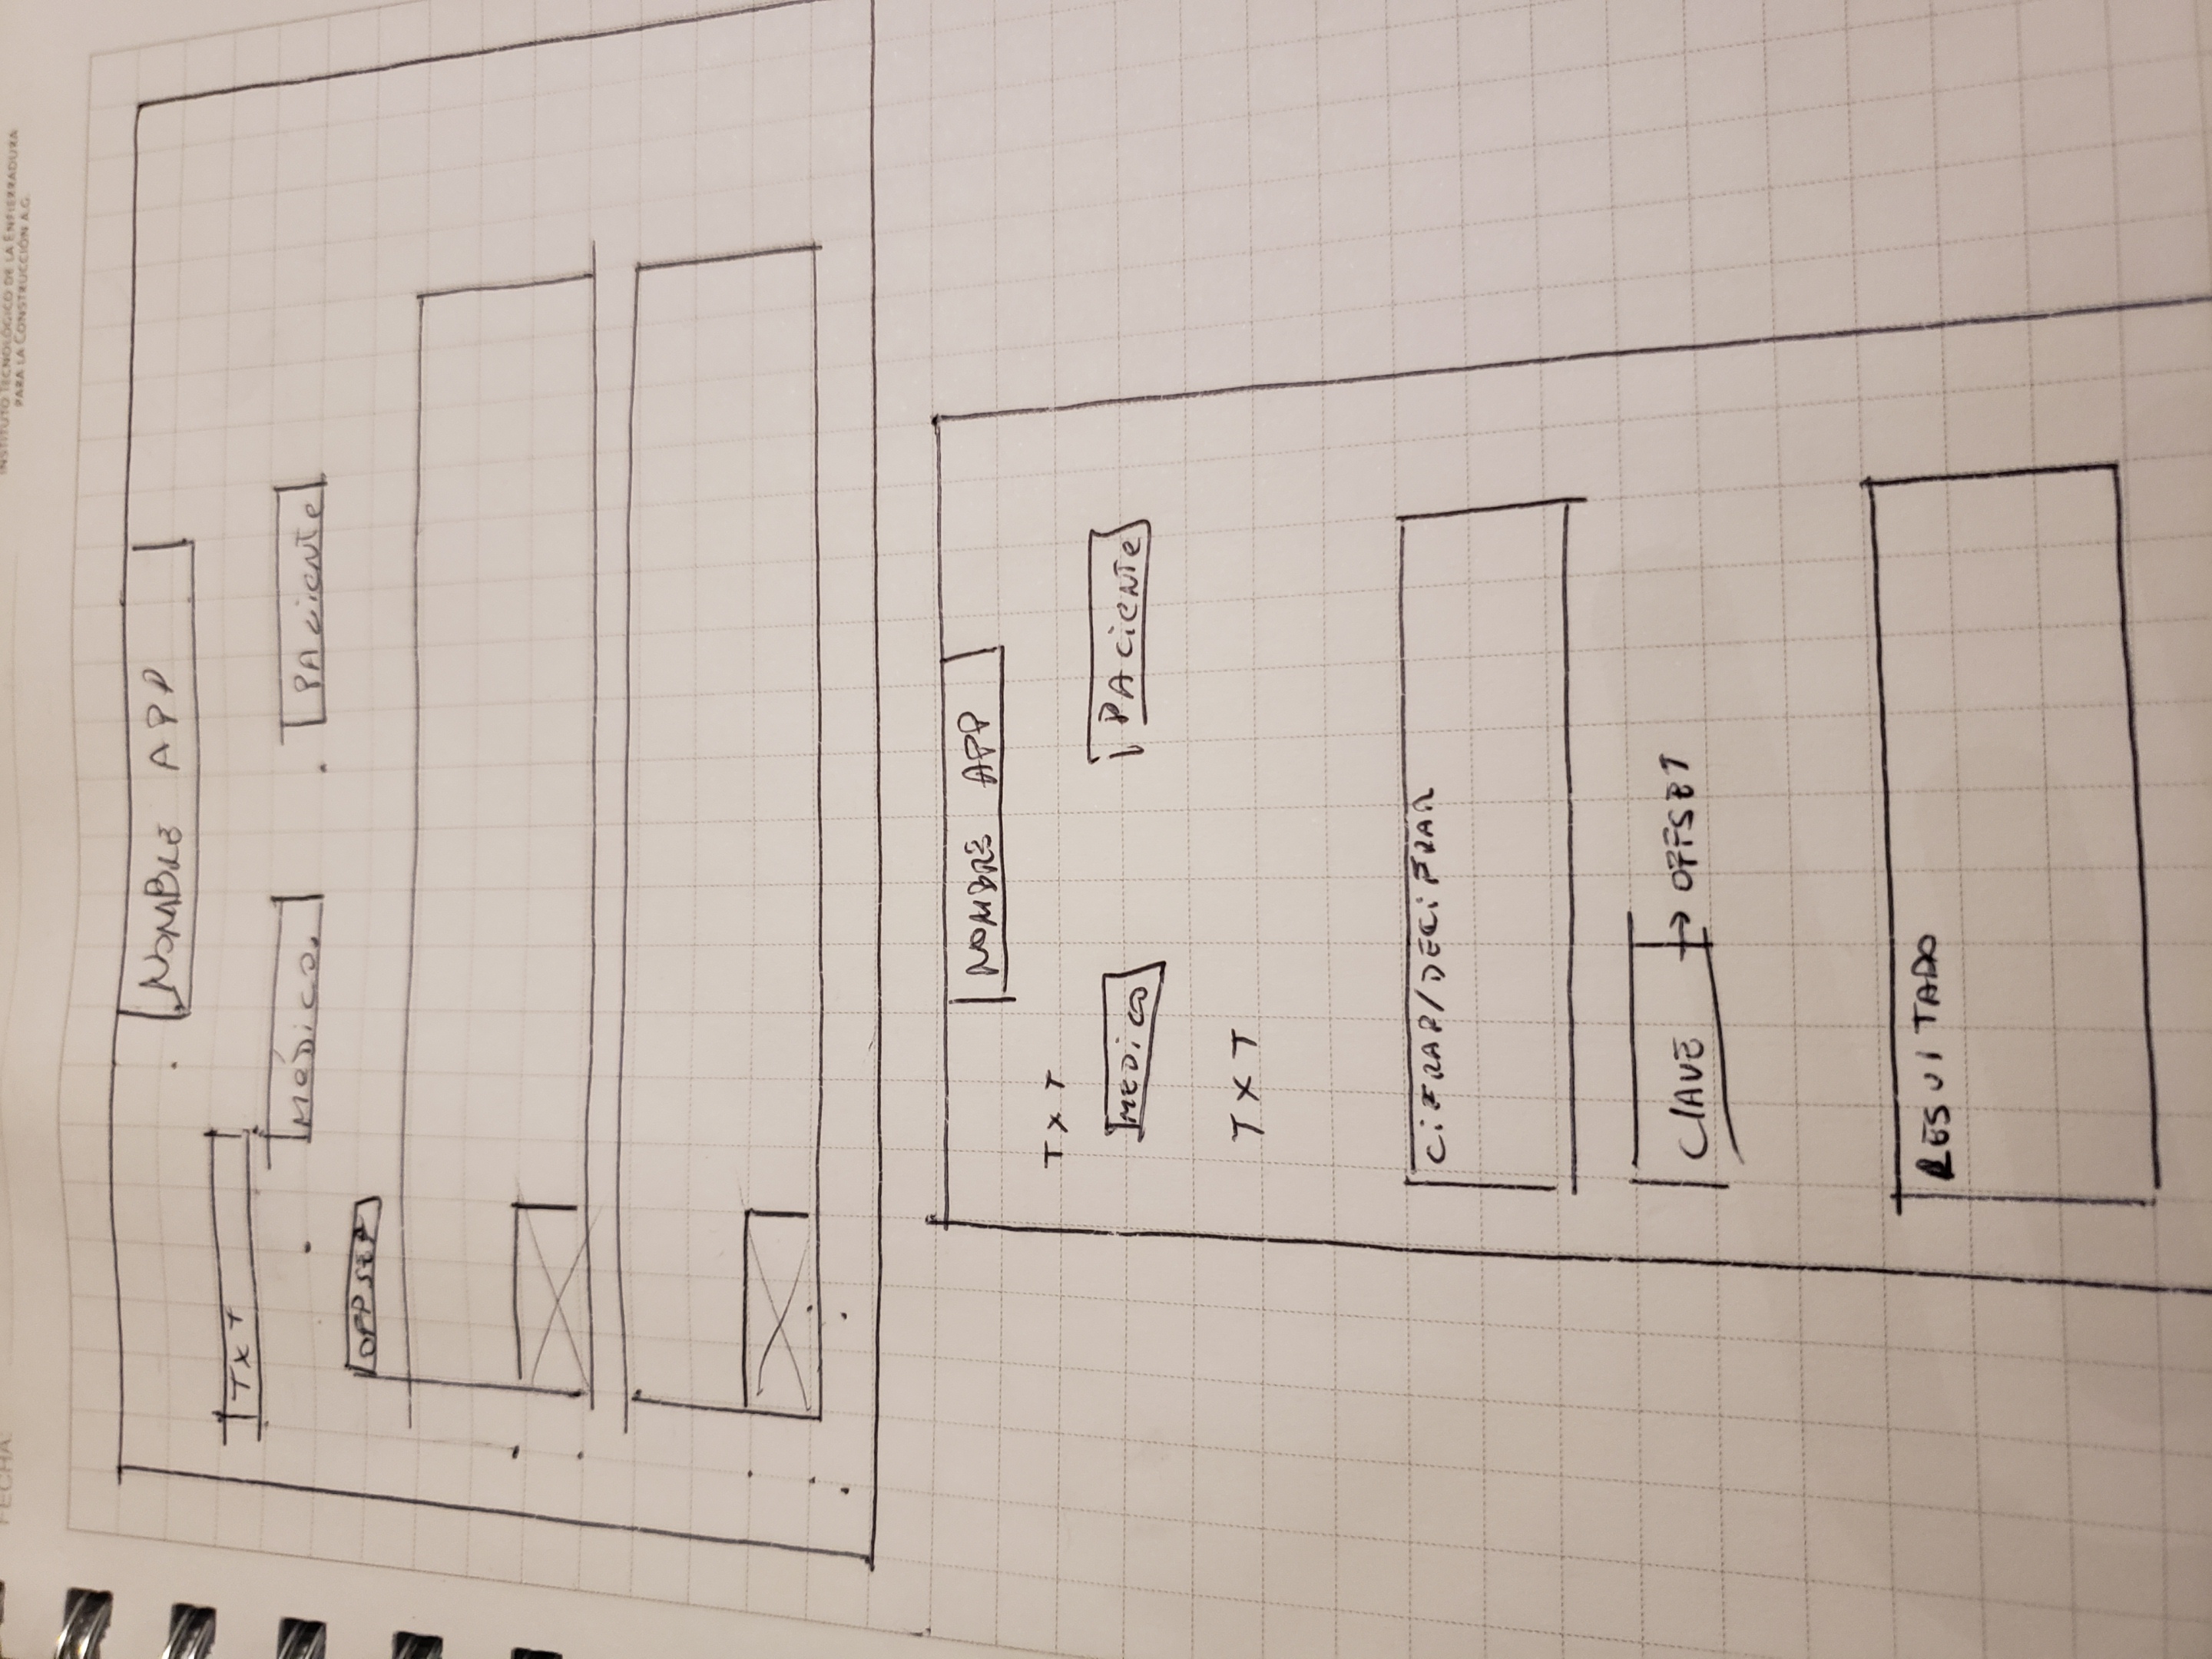 FECHA:
INSTITUTO TECNOLÓGICO DE LA ENFIERRADURA
PARA LA CONSTRUCCIÓN A.G.
NOMBRE APP
TXT
MÉDICO.
PACIENTE
OFFSET
NOMBRE APP
TXT
MEDICO
PACIENTE
TXT
CIFRAR/DECIFRAR
CLAVE → OFFSET
RESULTADO